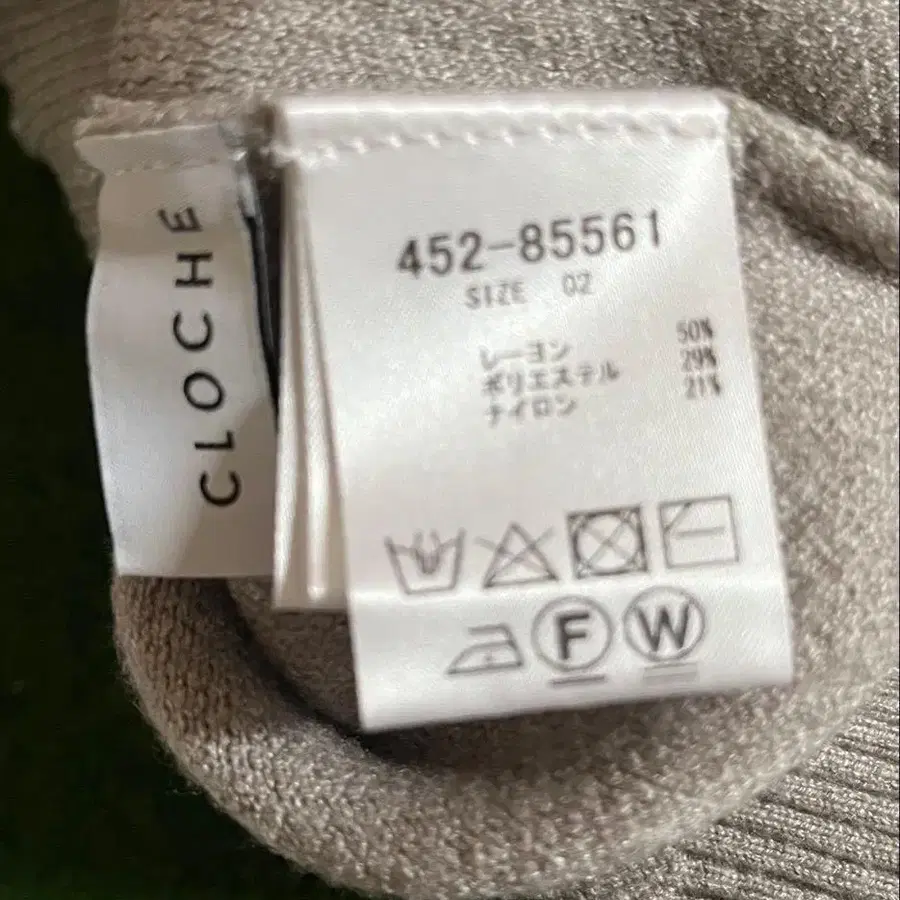 CLOCHE
452-85561
SIZE 02
レーヨン 50%
ポリエステル 29%
ナイロン 21%
F
W